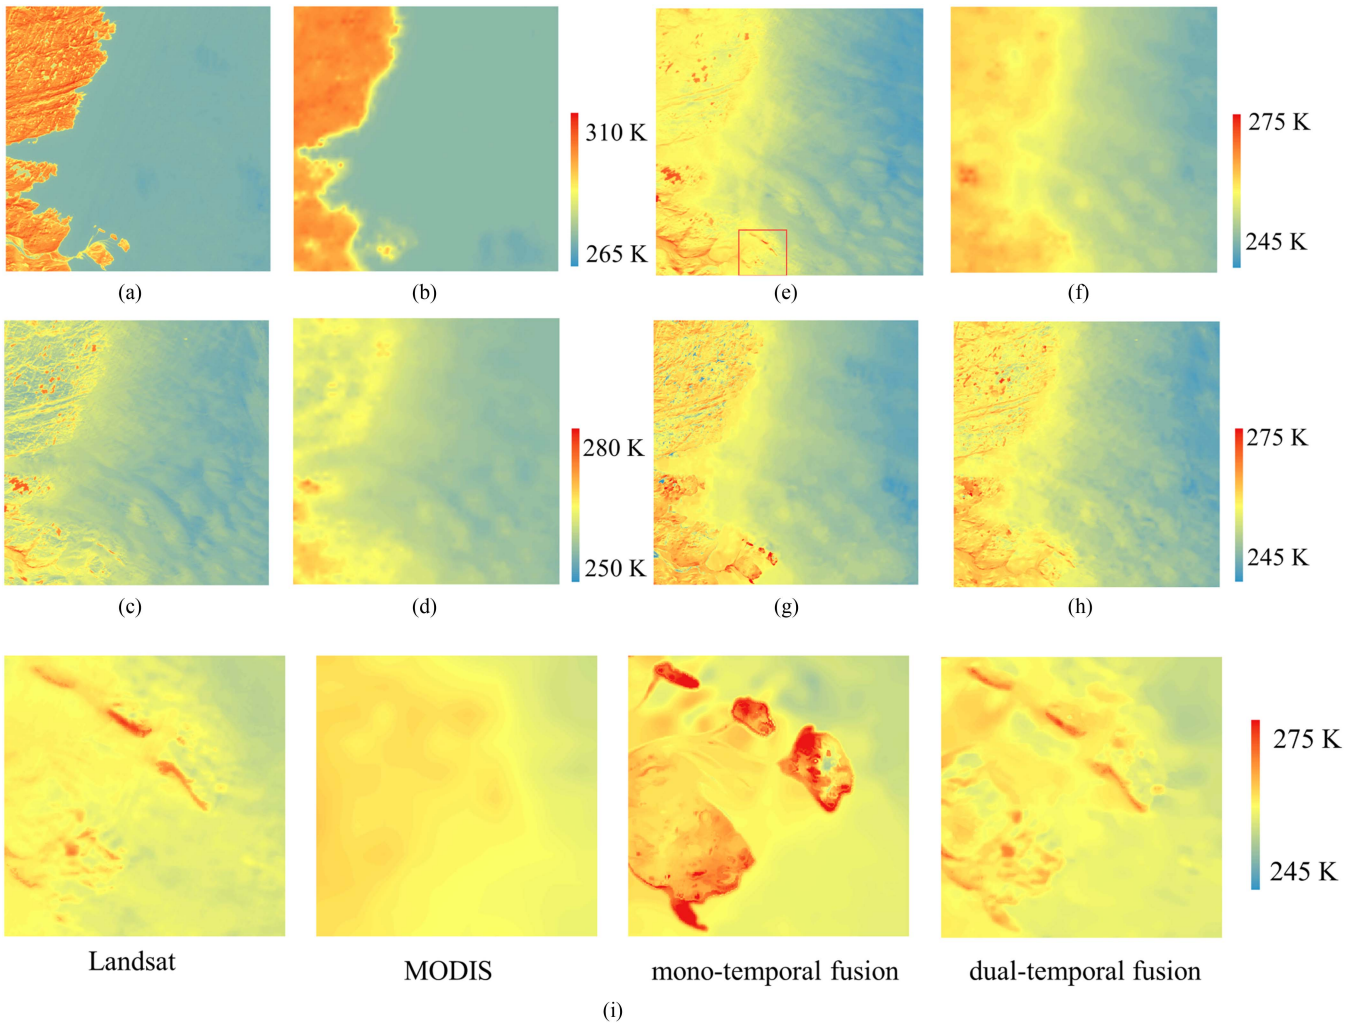 310 K
275 K
265 K
245 K
(a)
(b)
(e)
(f)
280 K
275 K
250 K
245 K
(c)
(d)
(g)
(h)
275 K
245 K
Landsat
MODIS
mono-temporal fusion
dual-temporal fusion
(i)